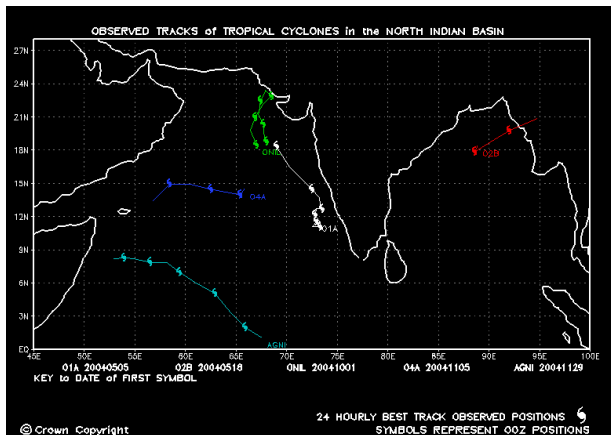 OBSERVED TRACKS of TROPICAL CYCLONES in the NORTH INDIAN BASIN
27N
24N
21N
ONIL
02B
18N
15N
04A
12N
01A
9N
6N
3N
AGNI
EQ
45E 50E 55E 60E 65E 70E 75E 80E 85E 90E 95E 100E
01A 20040505 02B 20040516 ONIL 20041001 04A 20041105 AGNI 20041129
KEY to DATE of FIRST SYMBOL
24 HOURLY BEST TRACK OBSERVED POSITIONS
© Crown Copyright SYMBOLS REPRESENT 00Z POSITIONS